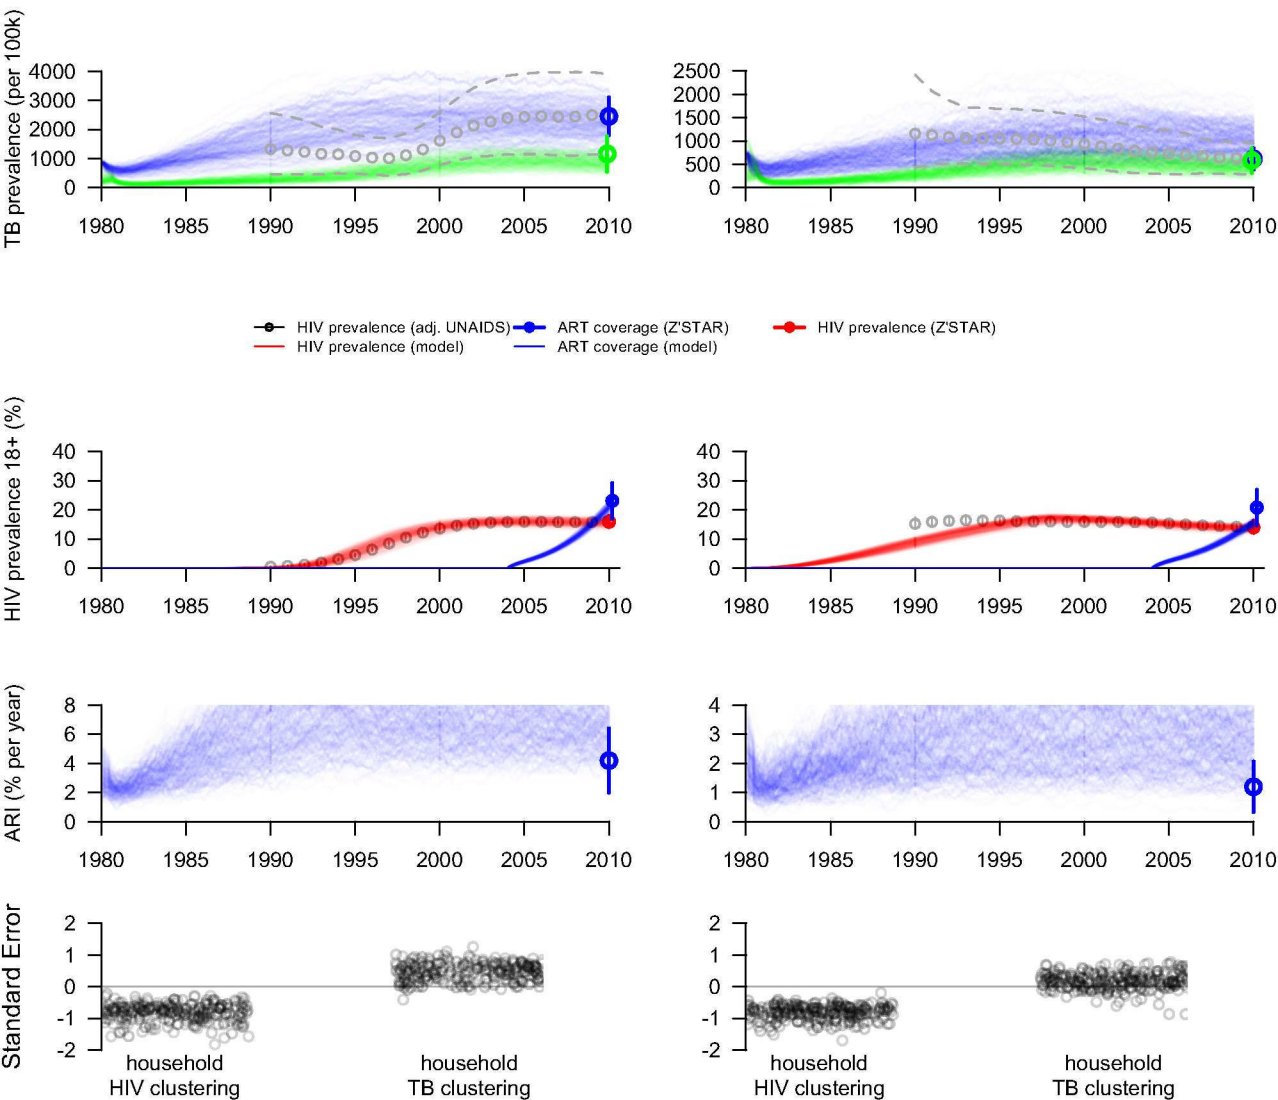 TB prevalence (per 100k)
4000
3000
2000
1000
0
1980 1985 1990 1995 2000 2005 2010
2500
2000
1500
1000
500
0
1980 1985 1990 1995 2000 2005 2010
HIV prevalence (adj. UNAIDS) ART coverage (Z'STAR) HIV prevalence (Z'STAR)
HIV prevalence (model) ART coverage (model)
HIV prevalence 18+ (%)
40
30
20
10
0
1980 1985 1990 1995 2000 2005 2010
40
30
20
10
0
1980 1985 1990 1995 2000 2005 2010
ARI (% per year)
8
6
4
2
0
1980 1985 1990 1995 2000 2005 2010
4
3
2
1
0
1980 1985 1990 1995 2000 2005 2010
Standard Error
2
1
0
-1
-2
household
HIV clustering
household
TB clustering
2
1
0
-1
-2
household
HIV clustering
household
TB clustering